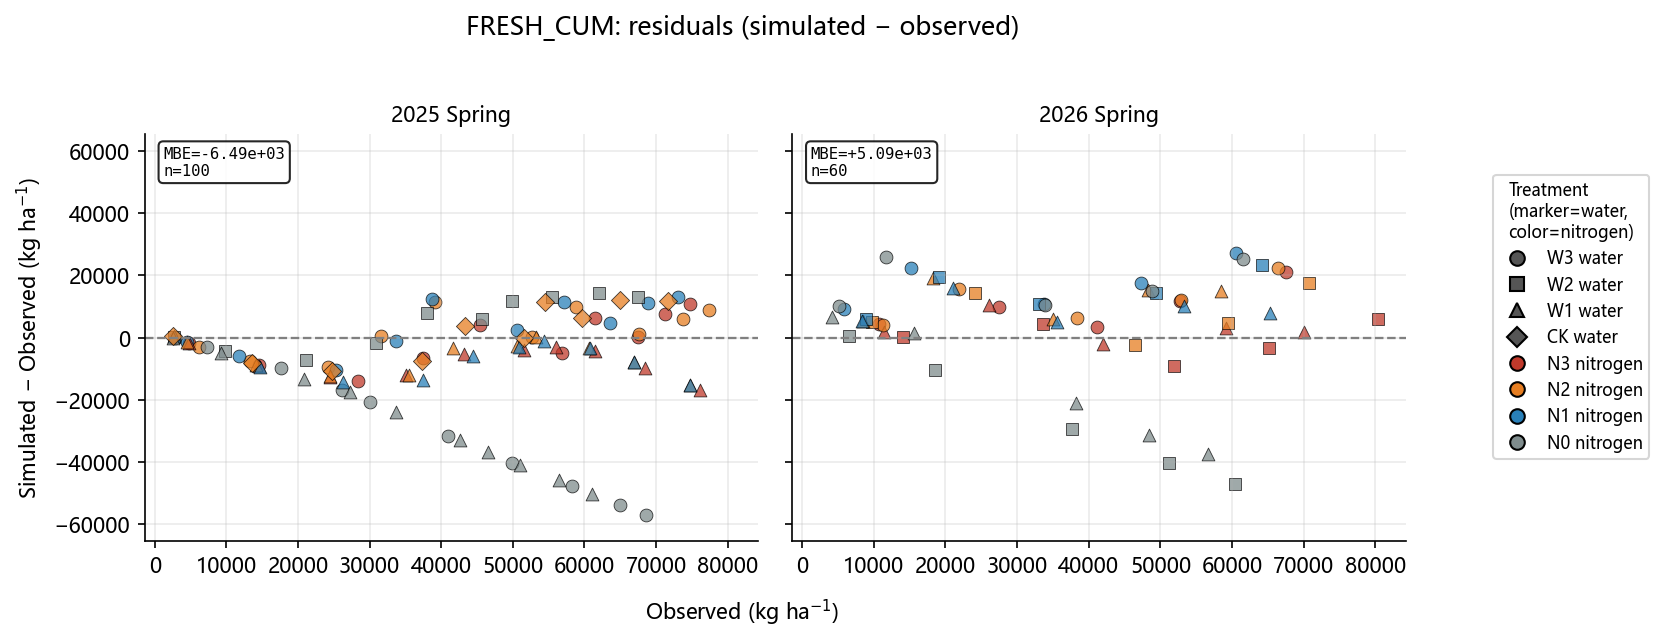 FRESH_CUM: residuals (simulated − observed)
2025 Spring
2026 Spring
MBE=-6.49e+03
n=100
MBE=+5.09e+03
n=60
60000
40000
20000
0
−20000
−40000
−60000
Simulated − Observed (kg ha⁻¹)
0 10000 20000 30000 40000 50000 60000 70000 80000
0 10000 20000 30000 40000 50000 60000 70000 80000
Observed (kg ha⁻¹)
Treatment
(marker=water,
color=nitrogen)
W3 water
W2 water
W1 water
CK water
N3 nitrogen
N2 nitrogen
N1 nitrogen
N0 nitrogen